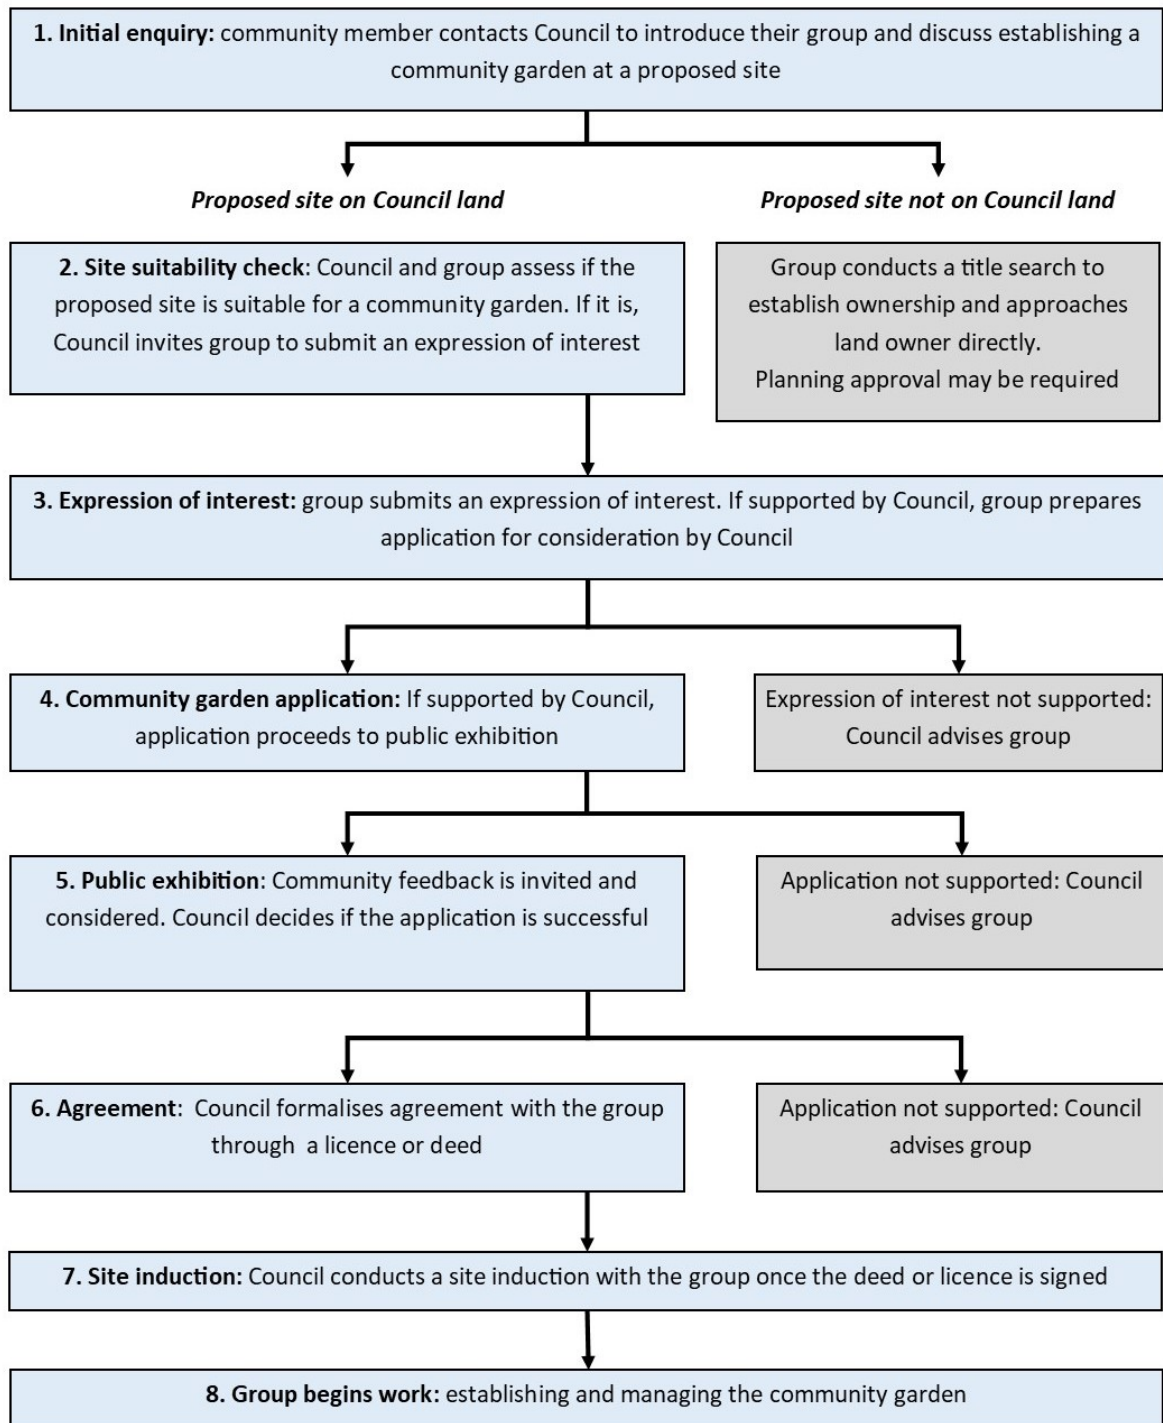 1. Initial enquiry: community member contacts Council to introduce their group and discuss establishing a
community garden at a proposed site
Proposed site on Council land
Proposed site not on Council land
2. Site suitability check: Council and group assess if the
proposed site is suitable for a community garden. If it is,
Council invites group to submit an expression of interest
Group conducts a title search to
establish ownership and approaches
land owner directly.
Planning approval may be required
3. Expression of interest: group submits an expression of interest. If supported by Council, group prepares
application for consideration by Council
4. Community garden application: If supported by Council,
application proceeds to public exhibition
Expression of interest not supported:
Council advises group
5. Public exhibition: Community feedback is invited and
considered. Council decides if the application is successful
Application not supported: Council
advises group
6. Agreement: Council formalises agreement with the group
through a licence or deed
Application not supported: Council
advises group
7. Site induction: Council conducts a site induction with the group once the deed or licence is signed
8. Group begins work: establishing and managing the community garden